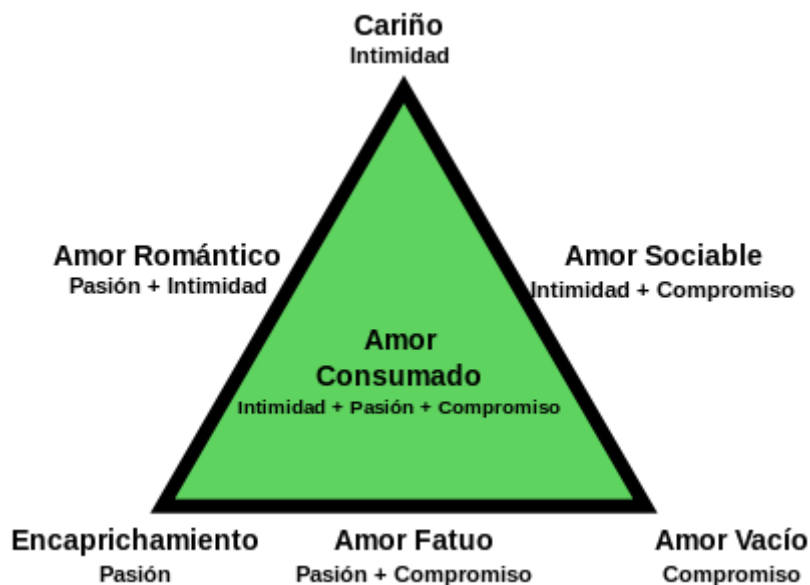 Cariño
Intimidad
Amor Romántico
Pasión + Intimidad
Amor Sociable
Intimidad + Compromiso
Amor
Consumado
Intimidad + Pasión + Compromiso
Encaprichamiento
Pasión
Amor Fatuo
Pasión + Compromiso
Amor Vacío
Compromiso